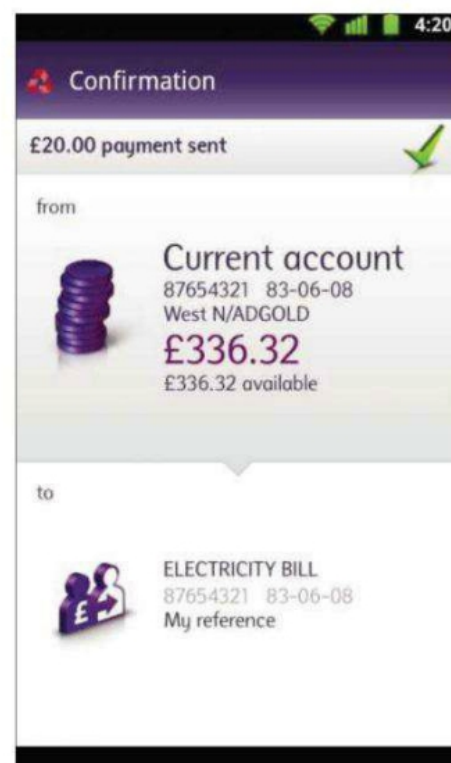 4:20
Confirmation
£20.00 payment sent
from
Current account
87654321 83-06-08
West N/ADGOLD
£336.32
£336.32 available
to
£
ELECTRICITY BILL
87654321 83-06-08
My reference